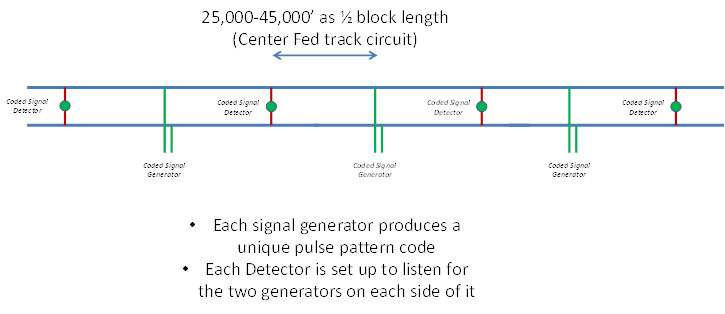 25,000-45,000’ as ½ block length
(Center Fed track circuit)
Coded Signal
Detector
Coded Signal
Detector
Coded Signal
Detector
Coded Signal
Detector
Coded Signal
Generator
Coded Signal
Generator
Coded Signal
Generator
• Each signal generator produces a
unique pulse pattern code
• Each Detector is set up to listen for
the two generators on each side of it